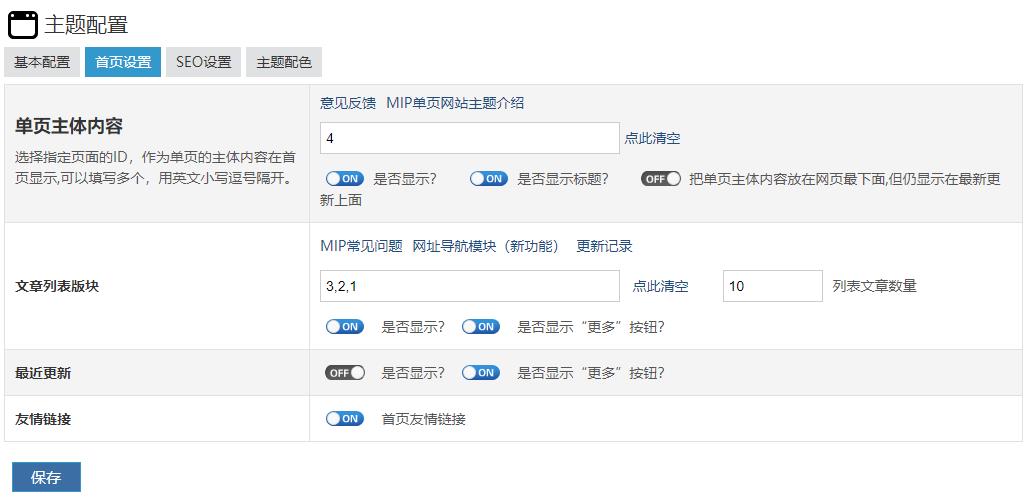 主题配置
基本配置 首页设置 SEO设置 主题配色
单页主体内容
选择指定页面的ID，作为单页的主体内容在首
页显示,可以填写多个，用英文小写逗号隔开。
意见反馈 MIP单页网站主题介绍
4 点此清空
ON 是否显示? ON 是否显示标题? OFF 把单页主体内容放在网页最下面,但仍显示在最新更
新上面
文章列表版块
MIP常见问题 网址导航模块（新功能） 更新记录
3,2,1 点此清空 10 列表文章数量
ON 是否显示? ON 是否显示“更多”按钮?
最近更新 OFF 是否显示? ON 是否显示“更多”按钮?
友情链接 ON 首页友情链接
保存